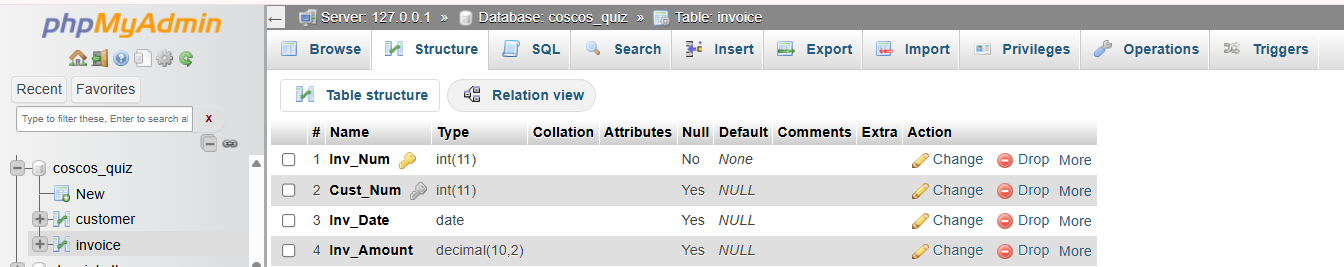 phpMyAdmin
Recent Favorites
Type to filter these, Enter to search al X
coscos_quiz
New
customer
invoice
Server: 127.0.0.1 » Database: coscos_quiz » Table: invoice
Browse Structure SQL Search Insert Export Import Privileges Operations Triggers
Table structure Relation view
# Name Type Collation Attributes Null Default Comments Extra Action
1 Inv_Num int(11) No None Change Drop More
2 Cust_Num int(11) Yes NULL Change Drop More
3 Inv_Date date Yes NULL Change Drop More
4 Inv_Amount decimal(10,2) Yes NULL Change Drop More